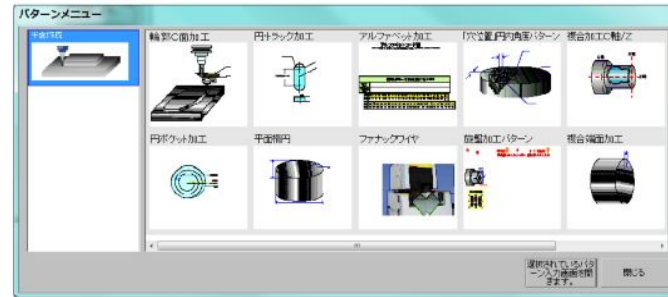 パターンメニュー
平面作成
輪郭C面加工
円トラック加工
アルファベット加工
「穴位置」円内角座パターン
複合加工C軸/Z
円ポケット加工
平面楕円
ファナックワイヤ
旋盤加工パターン
複合端面加工
選択されているパタ
ーン入力画面を開
きます。
閉じる